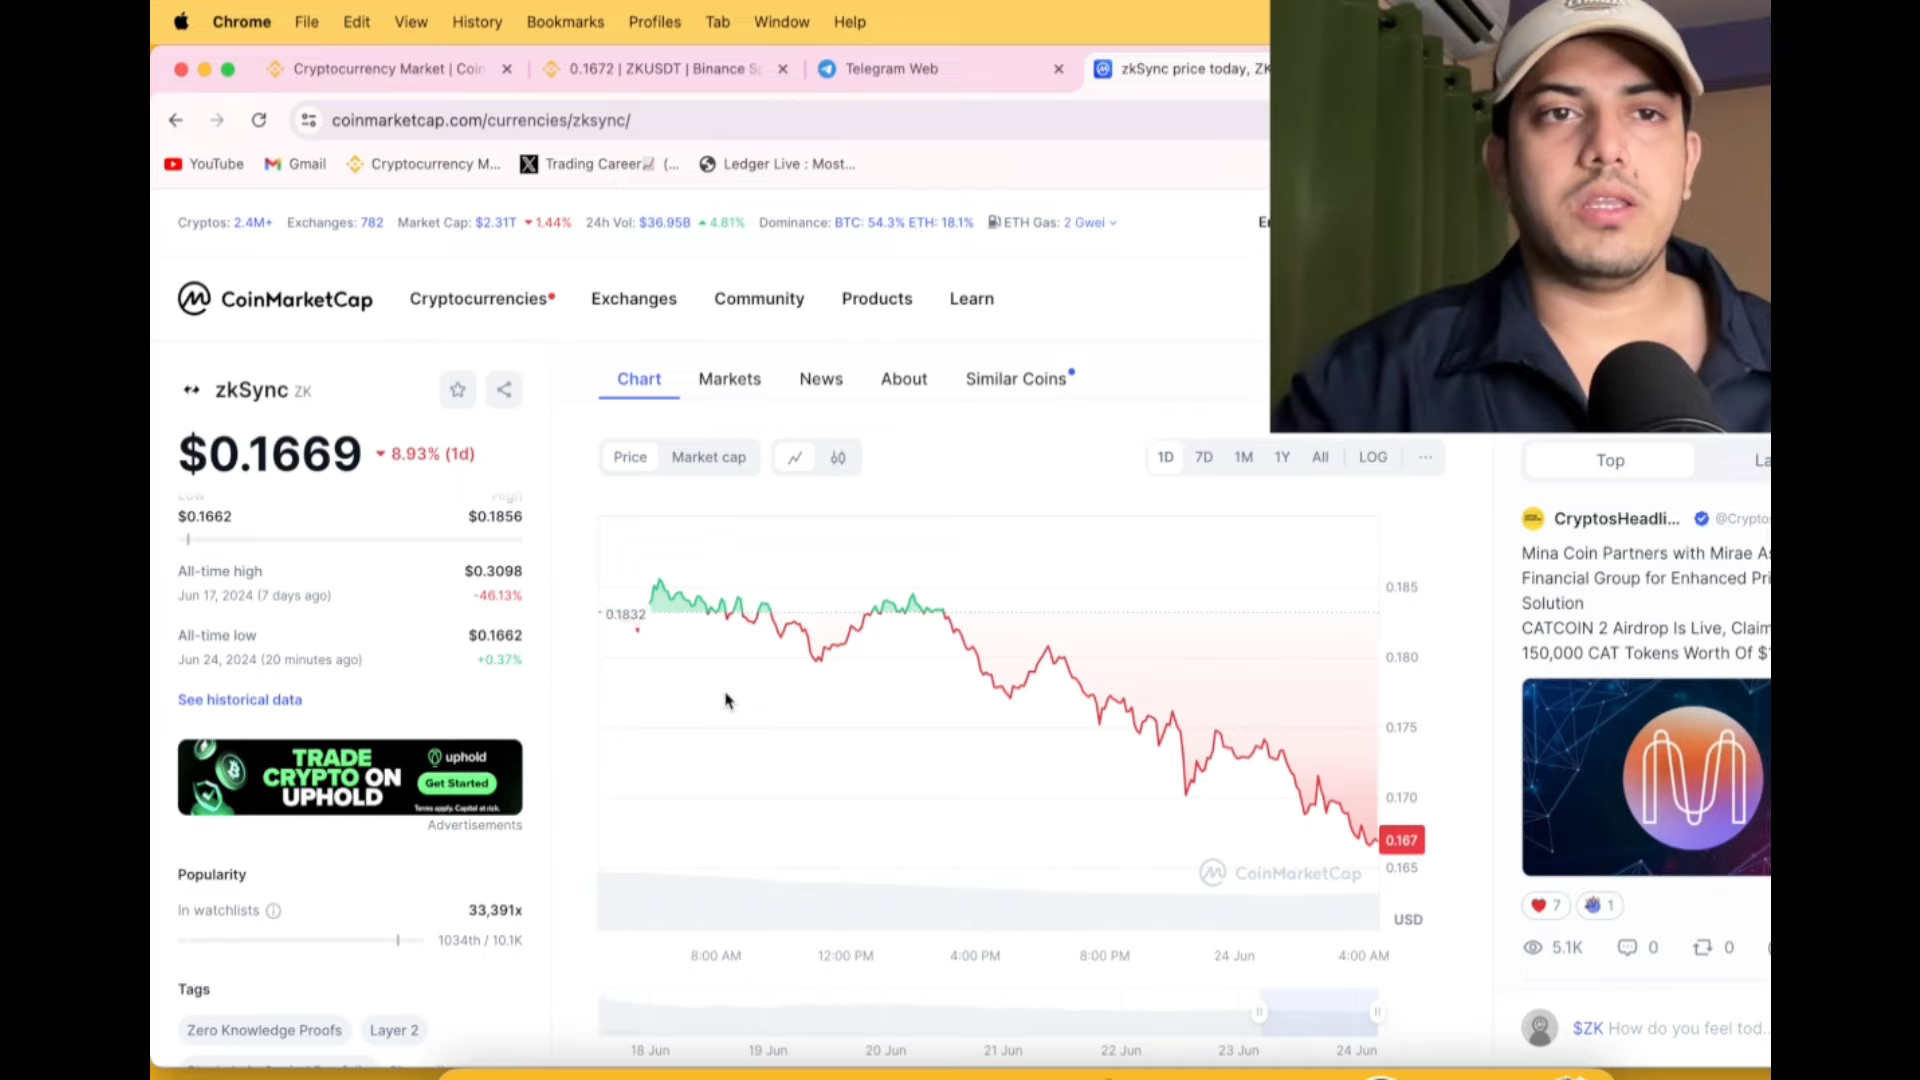 Chrome File Edit View History Bookmarks Profiles Tab Window Help
Cryptocurrency Market | Coin
0.1672 | ZKUSDT | Binance Sp
Telegram Web
zkSync price today, ZK
coinmarketcap.com/currencies/zksync/
YouTube Gmail Cryptocurrency M... Trading Career (... Ledger Live : Most...
Cryptos: 2.4M+ Exchanges: 782 Market Cap: $2.31T 1.44% 24h Vol: $36.95B 4.81% Dominance: BTC: 54.3% ETH: 18.1% ETH Gas: 2 Gwei
CoinMarketCap Cryptocurrencies Exchanges Community Products Learn
zkSync ZK
$0.1669 8.93% (1d)
Low High
$0.1662 $0.1856
All-time high $0.3098
Jun 17, 2024 (7 days ago) -46.13%
All-time low $0.1662
Jun 24, 2024 (20 minutes ago) +0.37%
See historical data
TRADE
CRYPTO ON
UPHOLD
uphold
Get Started
Terms apply. Capital at risk.
Advertisements
Popularity
In watchlists 33,391x
1034th / 10.1K
Tags
Zero Knowledge Proofs Layer 2
Chart Markets News About Similar Coins
Price Market cap
1D 7D 1M 1Y All LOG
0.1832
0.185
0.180
0.175
0.170
0.167
0.165
CoinMarketCap
USD
8:00 AM 12:00 PM 4:00 PM 8:00 PM 24 Jun 4:00 AM
18 Jun 19 Jun 20 Jun 21 Jun 22 Jun 23 Jun 24 Jun
Top
CryptosHeadli... @Crypto
Mina Coin Partners with Mirae As
Financial Group for Enhanced Pri
Solution
CATCOIN 2 Airdrop Is Live, Claim
150,000 CAT Tokens Worth Of $
7 1
5.1K 0 0
$ZK How do you feel tod...